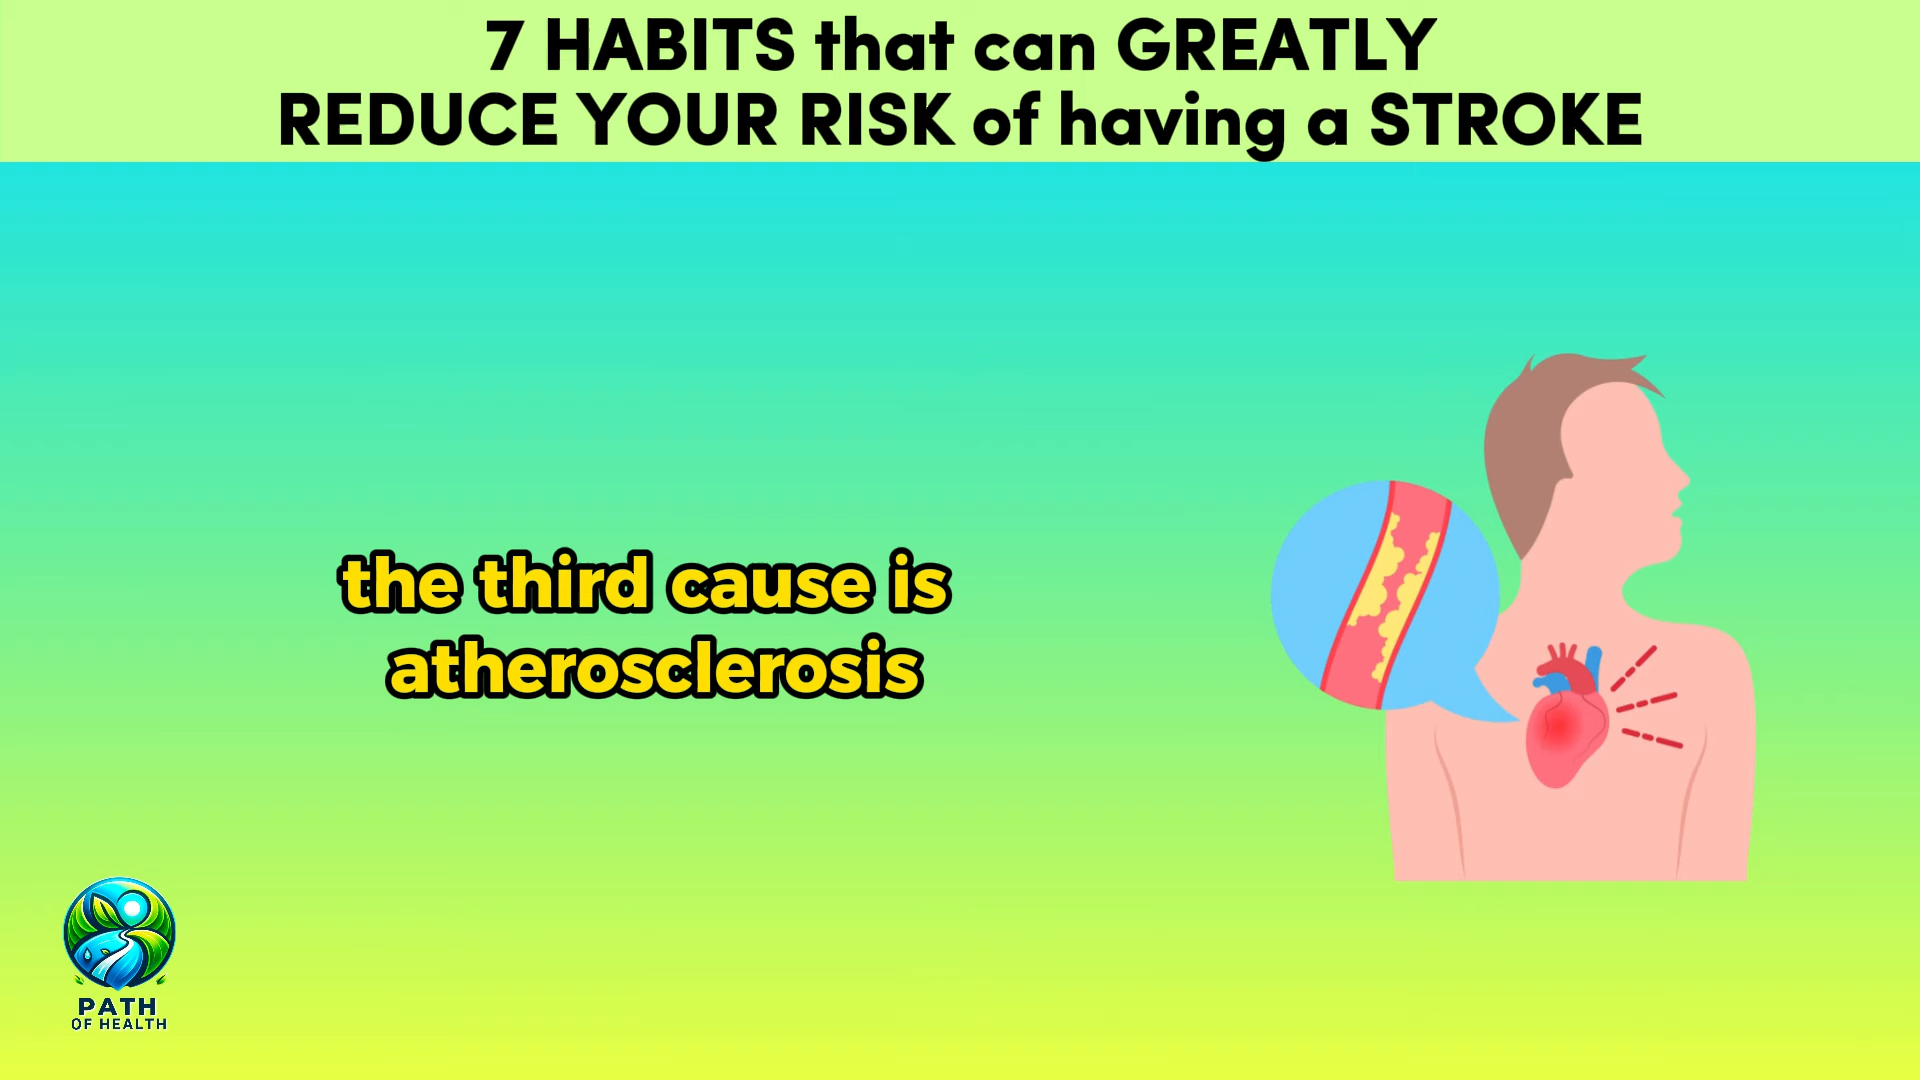 7 HABITS that can GREATLY
REDUCE YOUR RISK of having a STROKE
the third cause is
atherosclerosis
PATH
OF HEALTH